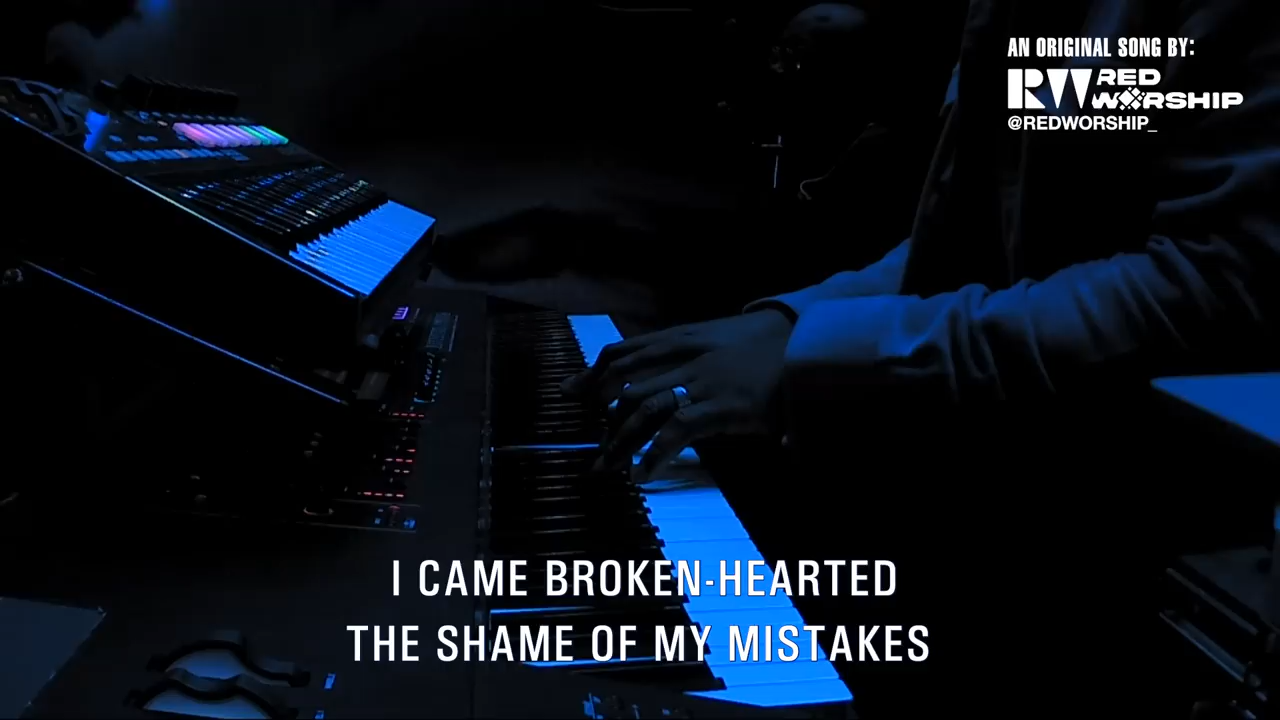 AN ORIGINAL SONG BY:
RW RED WORSHIP
@REDWORSHIP_
I CAME BROKEN-HEARTED
THE SHAME OF MY MISTAKES